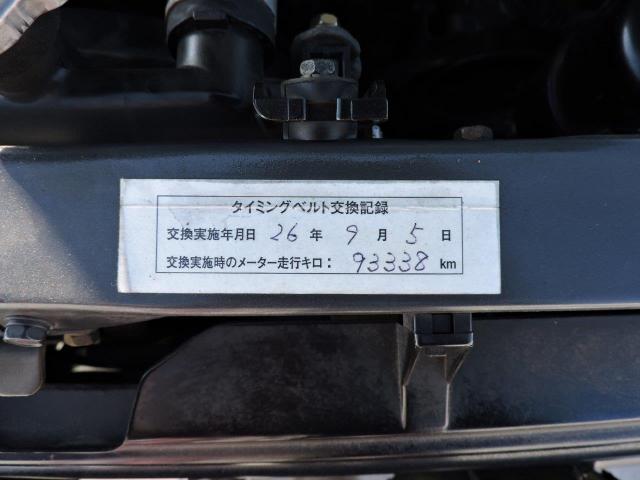 タイミングベルト交換記録
交換実施年月日 26 年 9 月 5 日
交換実施時のメーター走行キロ: 93338 km